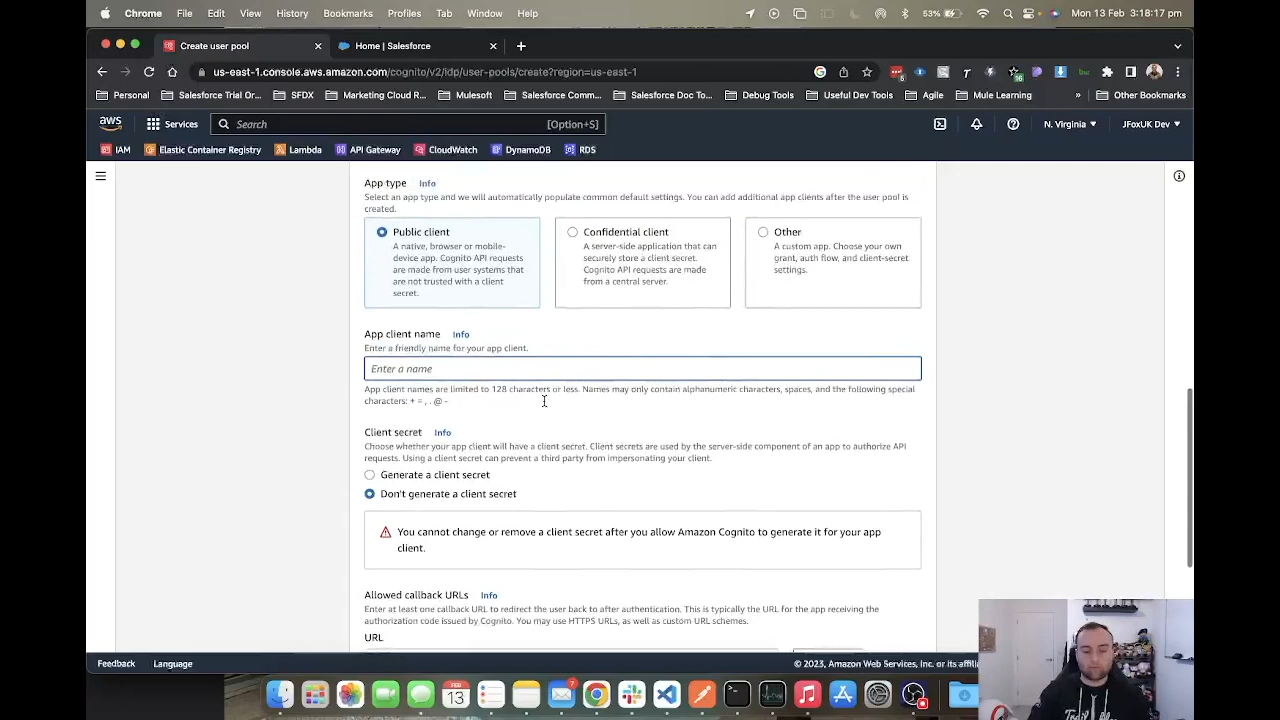 Chrome File Edit View History Bookmarks Profiles Tab Window Help 53% Mon 13 Feb 3:18:17 pm
Create user pool Home | Salesforce
us-east-1.console.aws.amazon.com/cognito/v2/idp/user-pools/create?region=us-east-1
Personal Salesforce Trial Or... SFDX Marketing Cloud R... Mulesoft Salesforce Comm... Salesforce Doc To... Debug Tools Useful Dev Tools Agile Mule Learning » Other Bookmarks
aws Services Search [Option+S] N. Virginia JFoxUK Dev
IAM Elastic Container Registry Lambda API Gateway CloudWatch DynamoDB RDS
App type Info
Select an app type and we will automatically populate common default settings. You can add additional app clients after the user pool is
created.
Public client
A native, browser or mobile-
device app. Cognito API
requests are made from user systems that
are not trusted with a client
secret.
Confidential client
A server-side application that can
securely store a client secret.
Cognito API requests are made
from a central server.
Other
A custom app. Choose your own
grant, auth flow, and client-secret
settings.
App client name Info
Enter a friendly name for your app client.
Enter a name
App client names are limited to 128 characters or less. Names may only contain alphanumeric characters, spaces, and the following special
characters: + = , . @ -
Client secret Info
Choose whether your app client will have a client secret. Client secrets are used by the server-side component of an app to authorize API
requests. Using a client secret can prevent a third party from impersonating your client.
Generate a client secret
Don't generate a client secret
You cannot change or remove a client secret after you allow Amazon Cognito to generate it for your app
client.
Allowed callback URLs Info
Enter at least one callback URL to redirect the user back to after authentication. This is typically the URL for the app receiving the
authorization code issued by Cognito. You may use HTTPS URLs, as well as custom URL schemes.
URL
Feedback Language © 2023, Amazon Web Services, Inc. or its affili
FEB
13
7